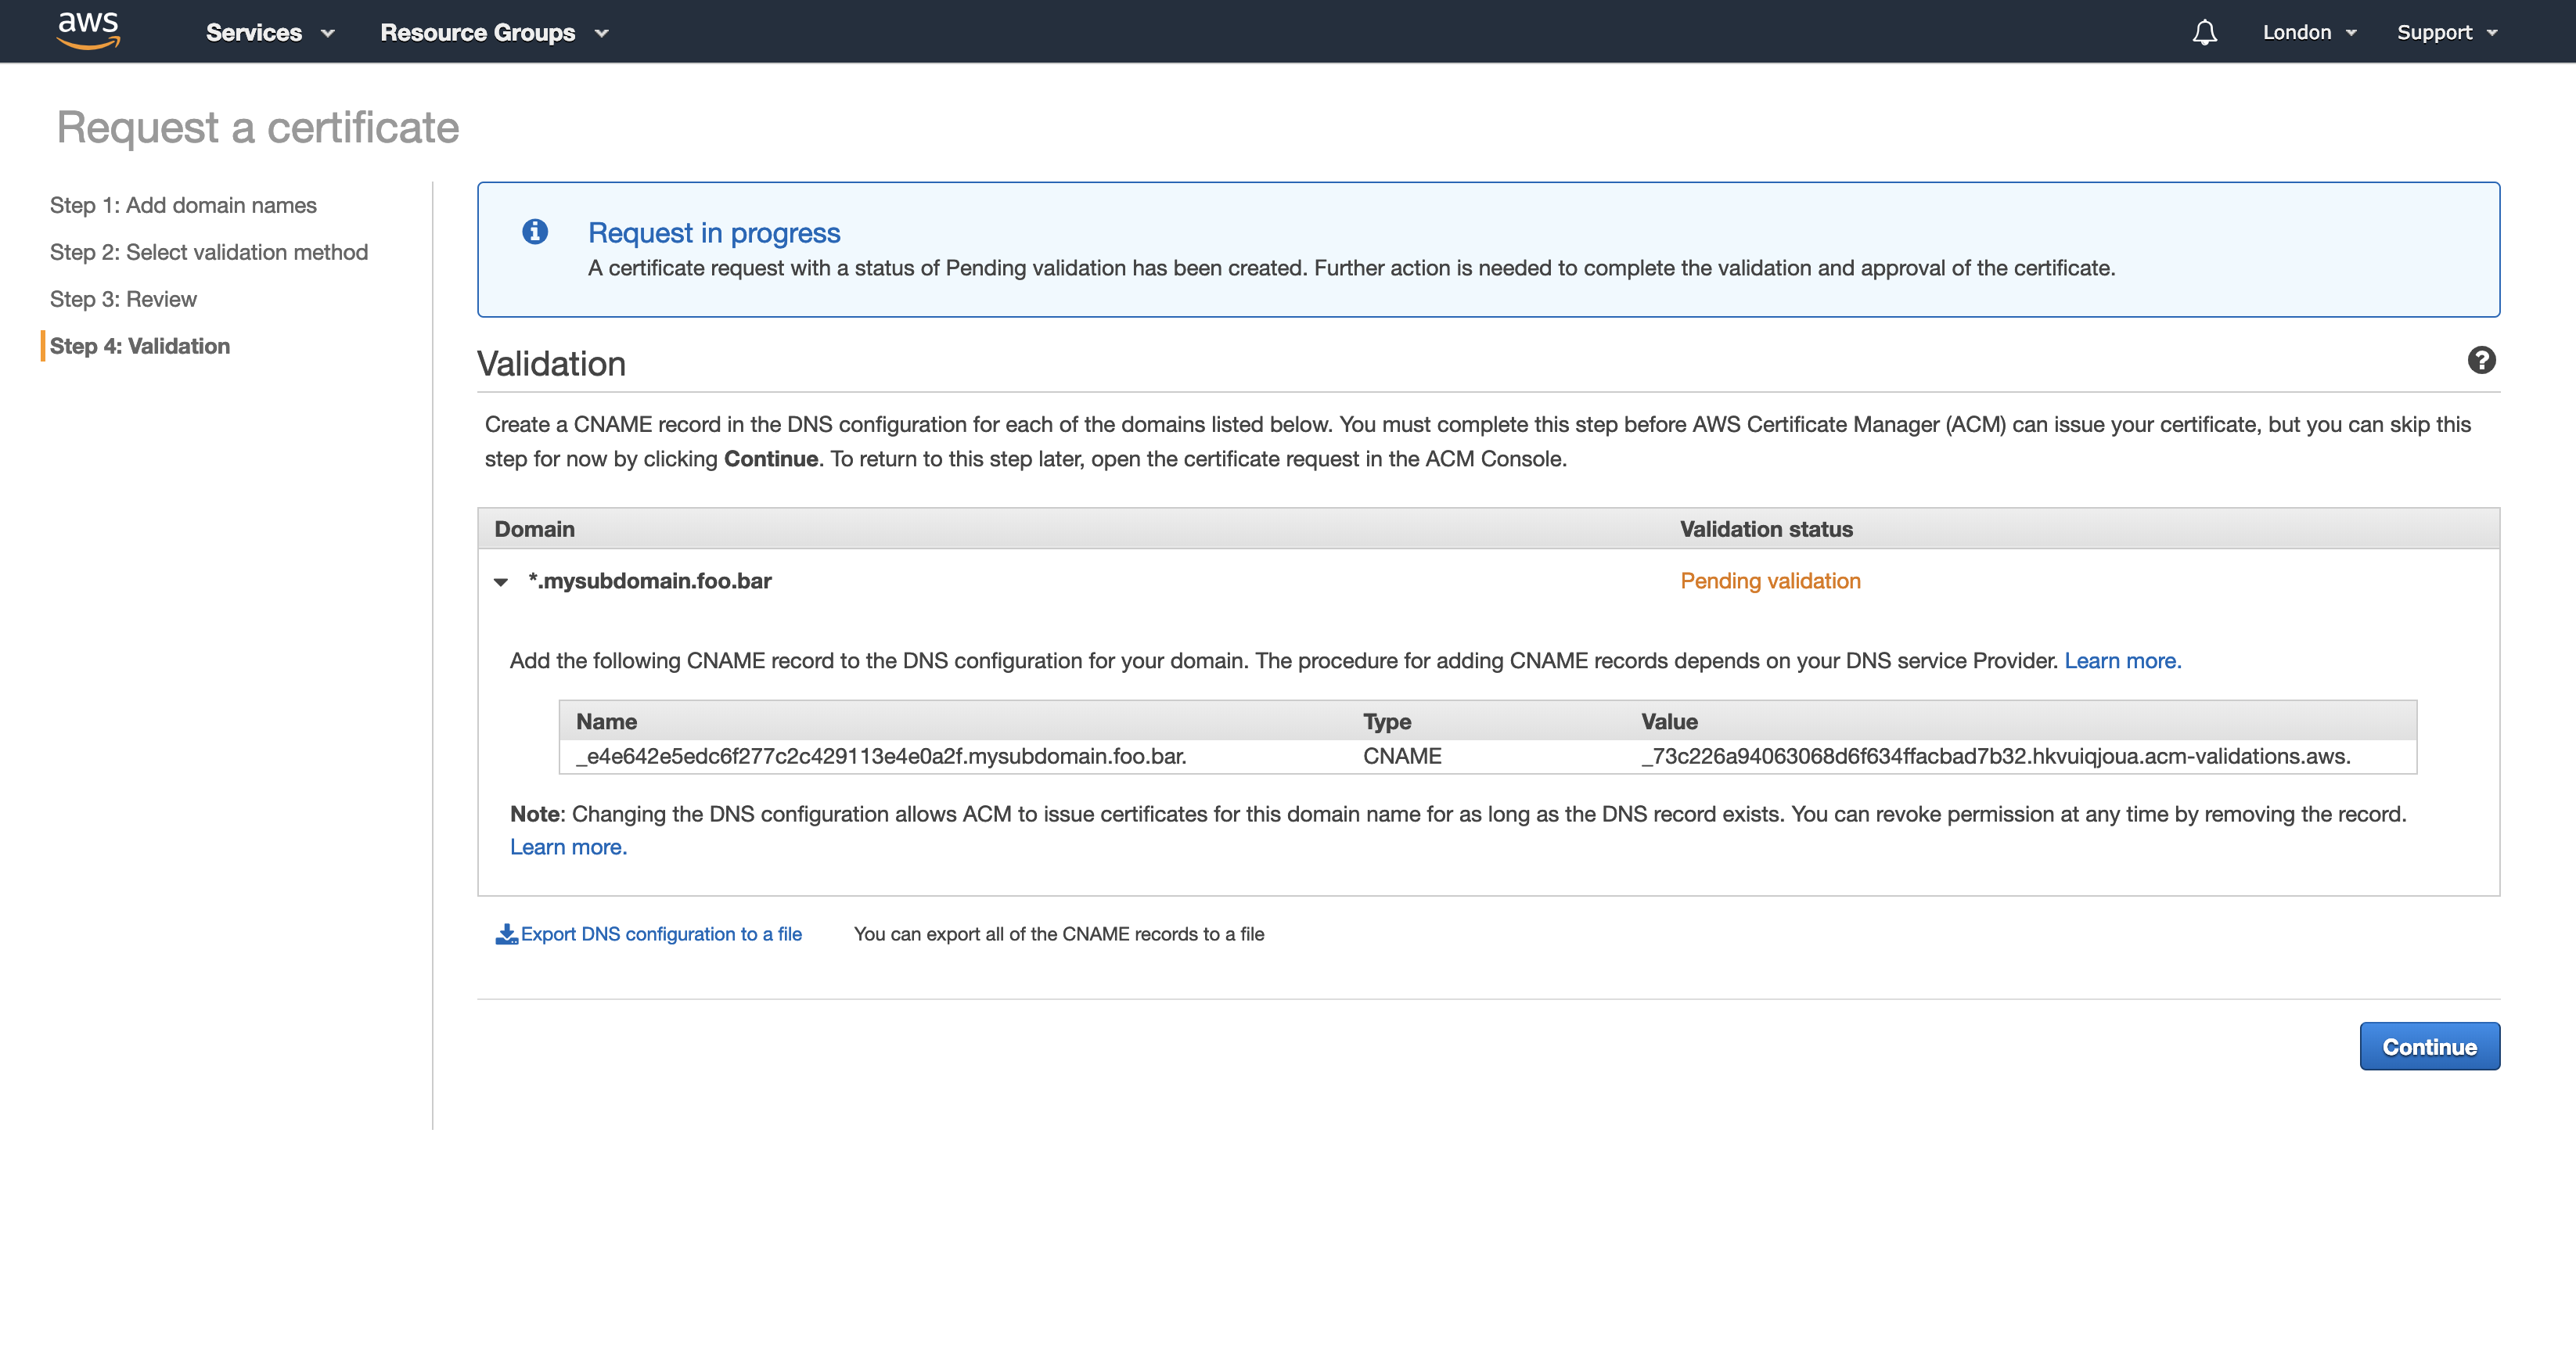 aws
Services
Resource Groups
London
Support
Request a certificate
Step 1: Add domain names
Step 2: Select validation method
Step 3: Review
Step 4: Validation
Request in progress
A certificate request with a status of Pending validation has been created. Further action is needed to complete the validation and approval of the certificate.
Validation
Create a CNAME record in the DNS configuration for each of the domains listed below. You must complete this step before AWS Certificate Manager (ACM) can issue your certificate, but you can skip this
step for now by clicking Continue. To return to this step later, open the certificate request in the ACM Console.
Domain
Validation status
*.mysubdomain.foo.bar
Pending validation
Add the following CNAME record to the DNS configuration for your domain. The procedure for adding CNAME records depends on your DNS service Provider. Learn more.
Name
Type
Value
_e4e642e5edc6f277c2c429113e4e0a2f.mysubdomain.foo.bar.
CNAME
_73c226a94063068d6f634ffacbad7b32.hkvuiqjoua.acm-validations.aws.
Note: Changing the DNS configuration allows ACM to issue certificates for this domain name for as long as the DNS record exists. You can revoke permission at any time by removing the record.
Learn more.
Export DNS configuration to a file
You can export all of the CNAME records to a file
Continue